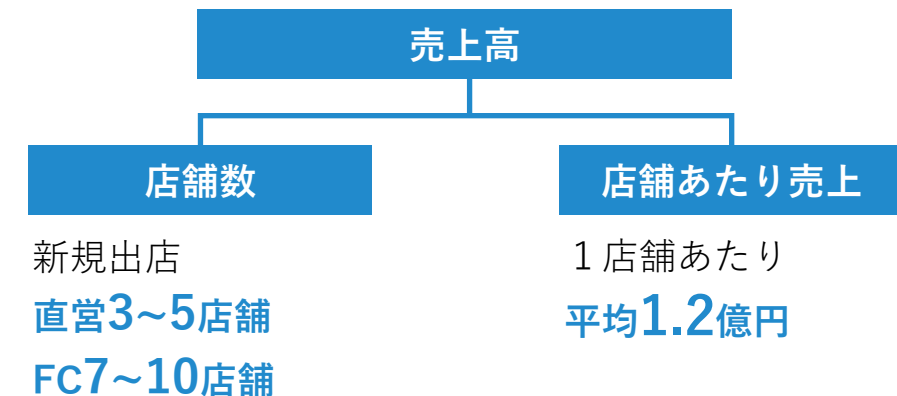 売上高
店舗数
店舗あたり売上
新規出店
直営3~5店舗
FC7~10店舗
１店舗あたり
平均1.2億円